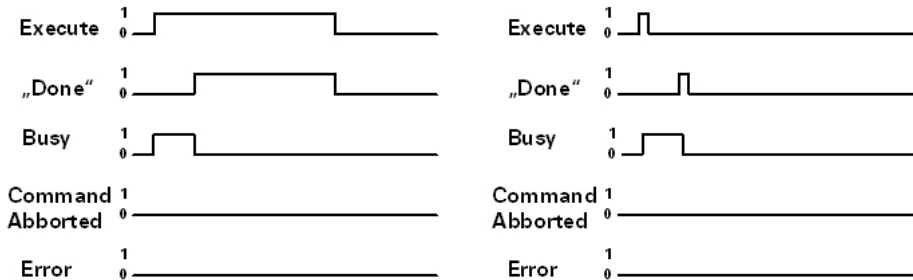 Execute 1 0
„Done“ 1 0
Busy 1 0
Command 1
Abborted 0
Error 1 0
Execute 1 0
„Done“ 1 0
Busy 1 0
Command 1
Abborted 0
Error 1 0